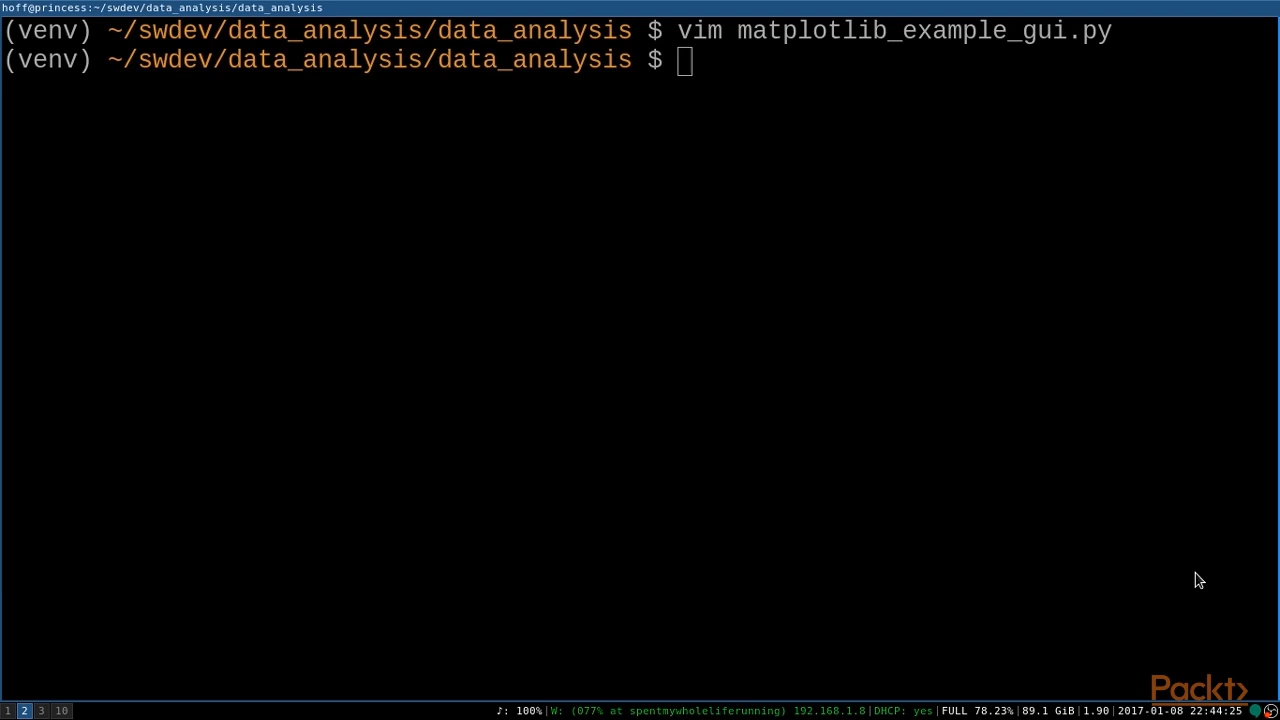 hoff@princess:~/swdev/data_analysis/data_analysis
(venv) ~/swdev/data_analysis/data_analysis $ vim matplotlib_example_gui.py
(venv) ~/swdev/data_analysis/data_analysis $
Packt>
1 2 3 10 ♪: 100%|W: (077% at spentmywholeliferunning) 192.168.1.8|DHCP: yes|FULL 78.23%|89.1 GiB|1.90|2017-01-08 22:44:25